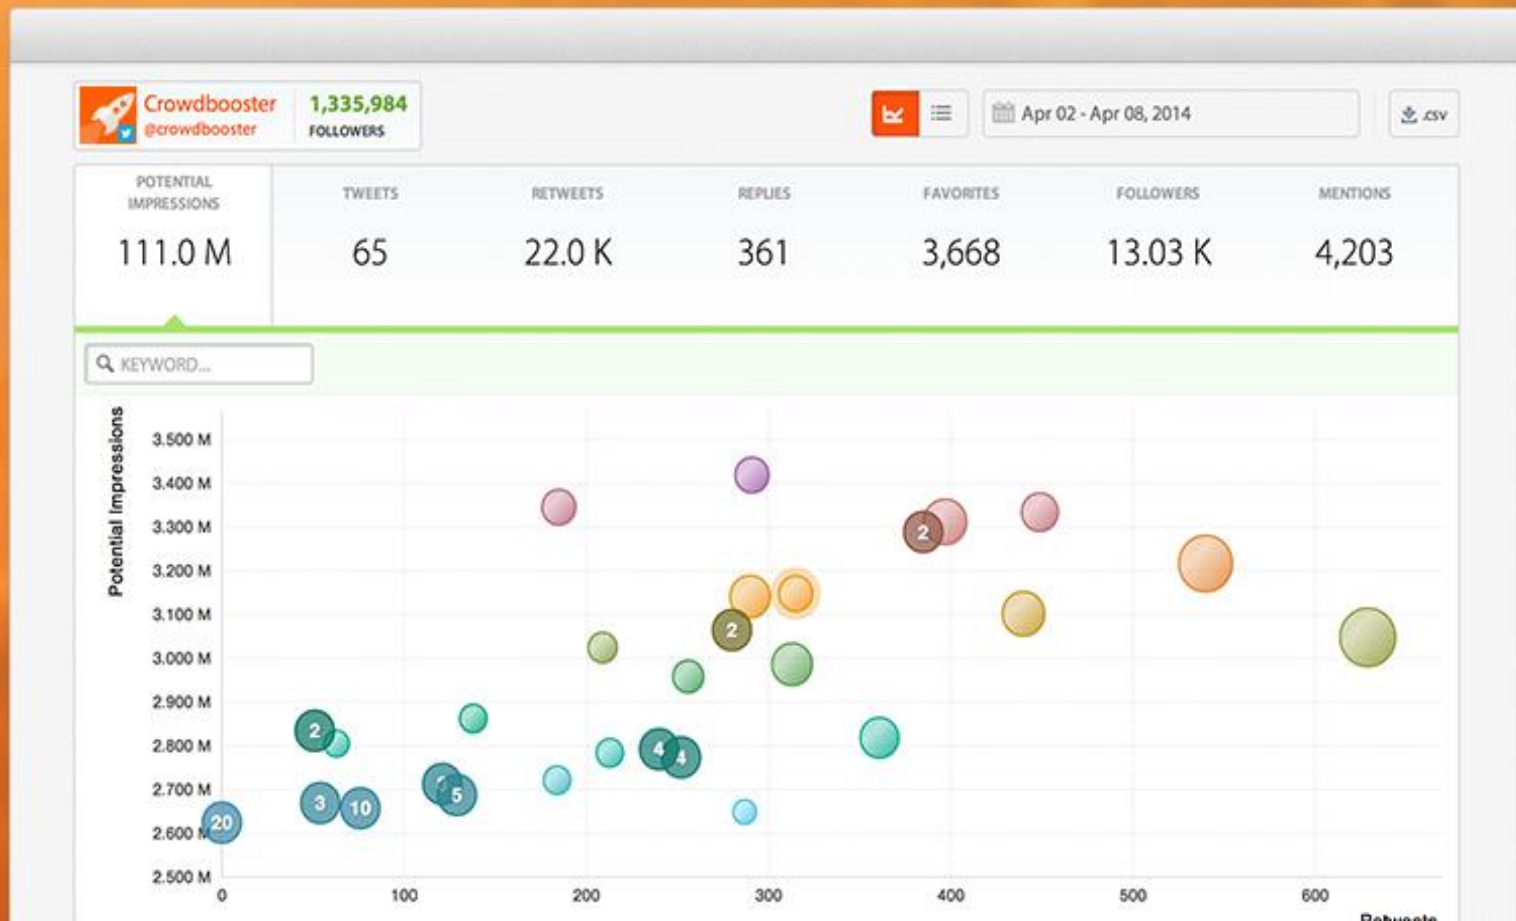 Crowdbooster
@crowdbooster
1,335,984
FOLLOWERS
Apr 02 - Apr 08, 2014
.csv
POTENTIAL
IMPRESSIONS
111.0 M
TWEETS
65
RETWEETS
22.0 K
REPLIES
361
FAVORITES
3,668
FOLLOWERS
13.03 K
MENTIONS
4,203
KEYWORD...
Potential Impressions
3.500 M
3.400 M
3.300 M
3.200 M
3.100 M
3.000 M
2.900 M
2.800 M
2.700 M
2.600 M
2.500 M
2
2
2
4
4
5
3
10
20
0
100
200
300
400
500
600